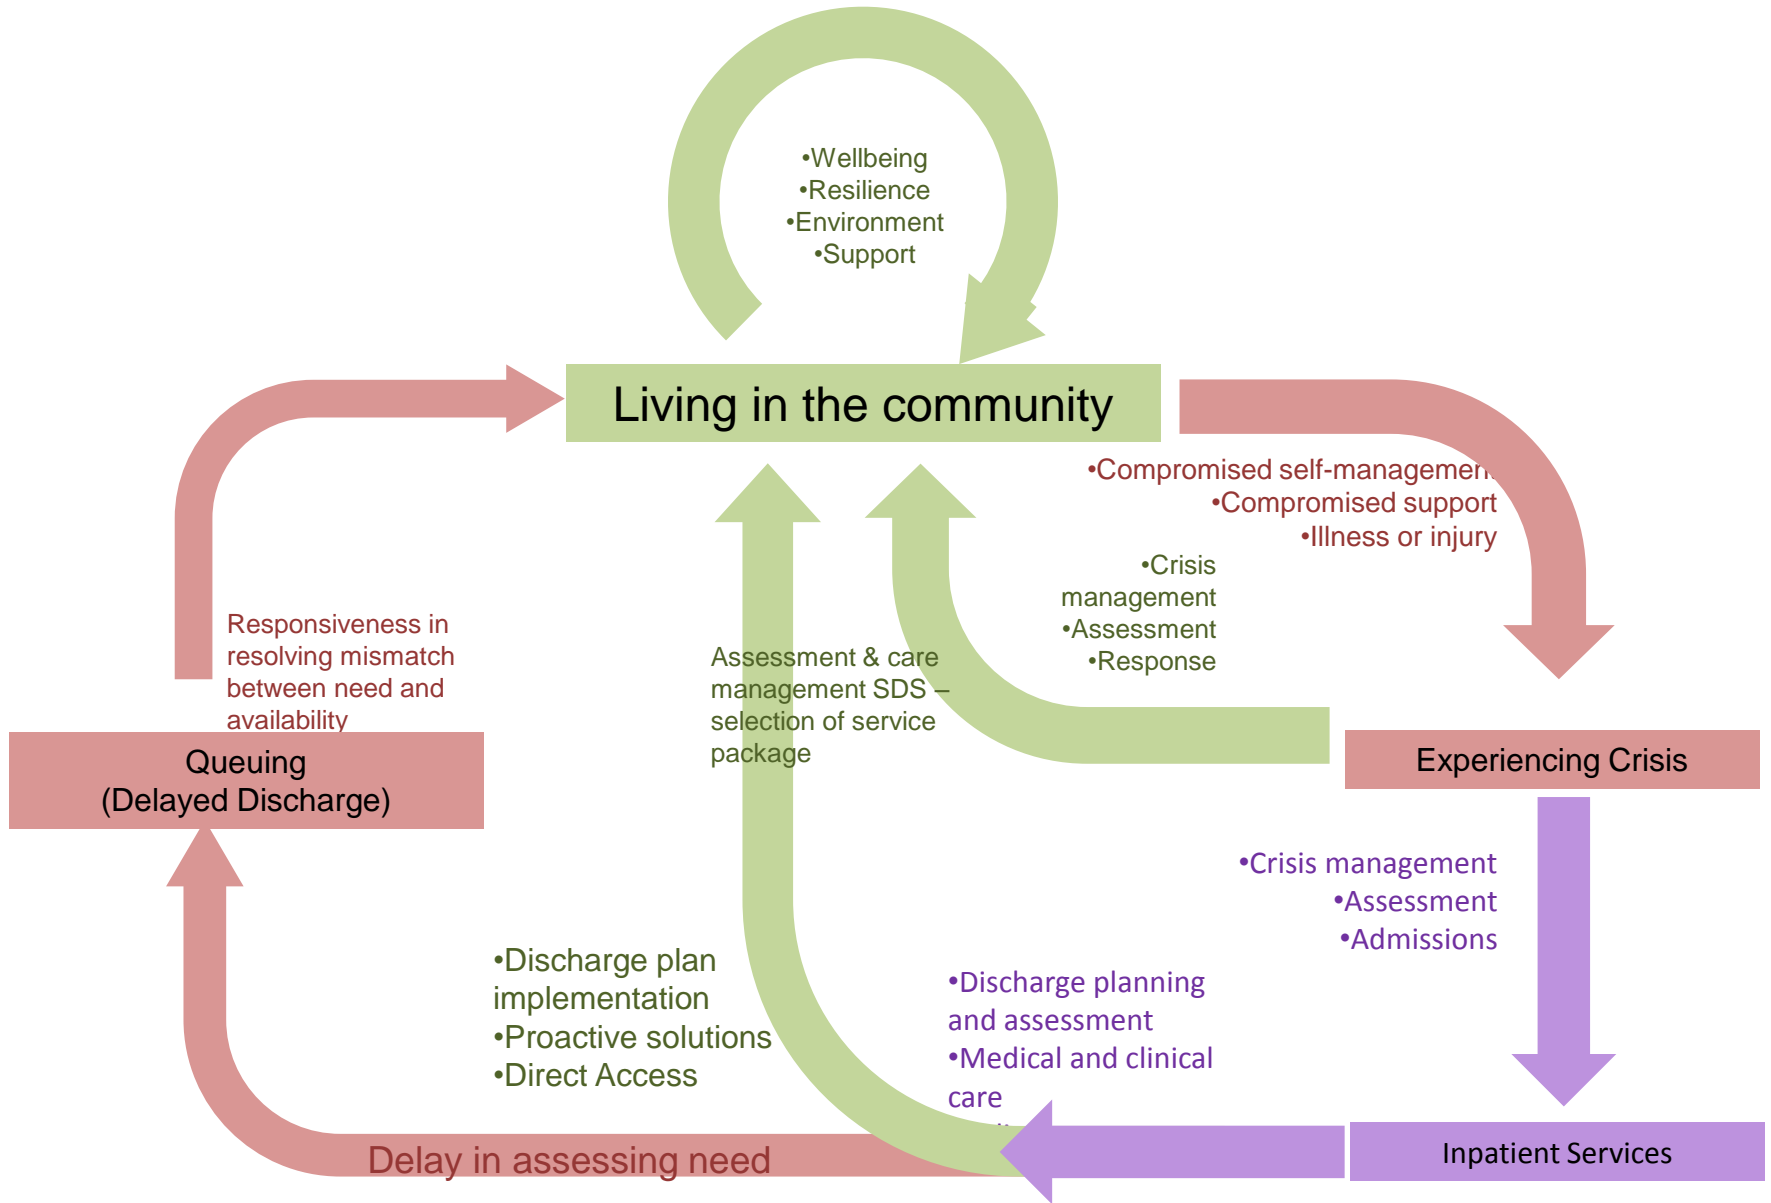 •Wellbeing
•Resilience
•Environment
•Support
Living in the community
•Compromised self-management
•Compromised support
•Illness or injury
•Crisis
management
•Assessment
•Response
Responsiveness in
resolving mismatch
between need and
availability
Assessment & care
management SDS –
selection of service
package
Queuing
(Delayed Discharge)
Experiencing Crisis
•Crisis management
•Assessment
•Admissions
•Discharge plan
implementation
•Proactive solutions
•Direct Access
•Discharge planning
and assessment
•Medical and clinical
care
Delay in assessing need
Inpatient Services